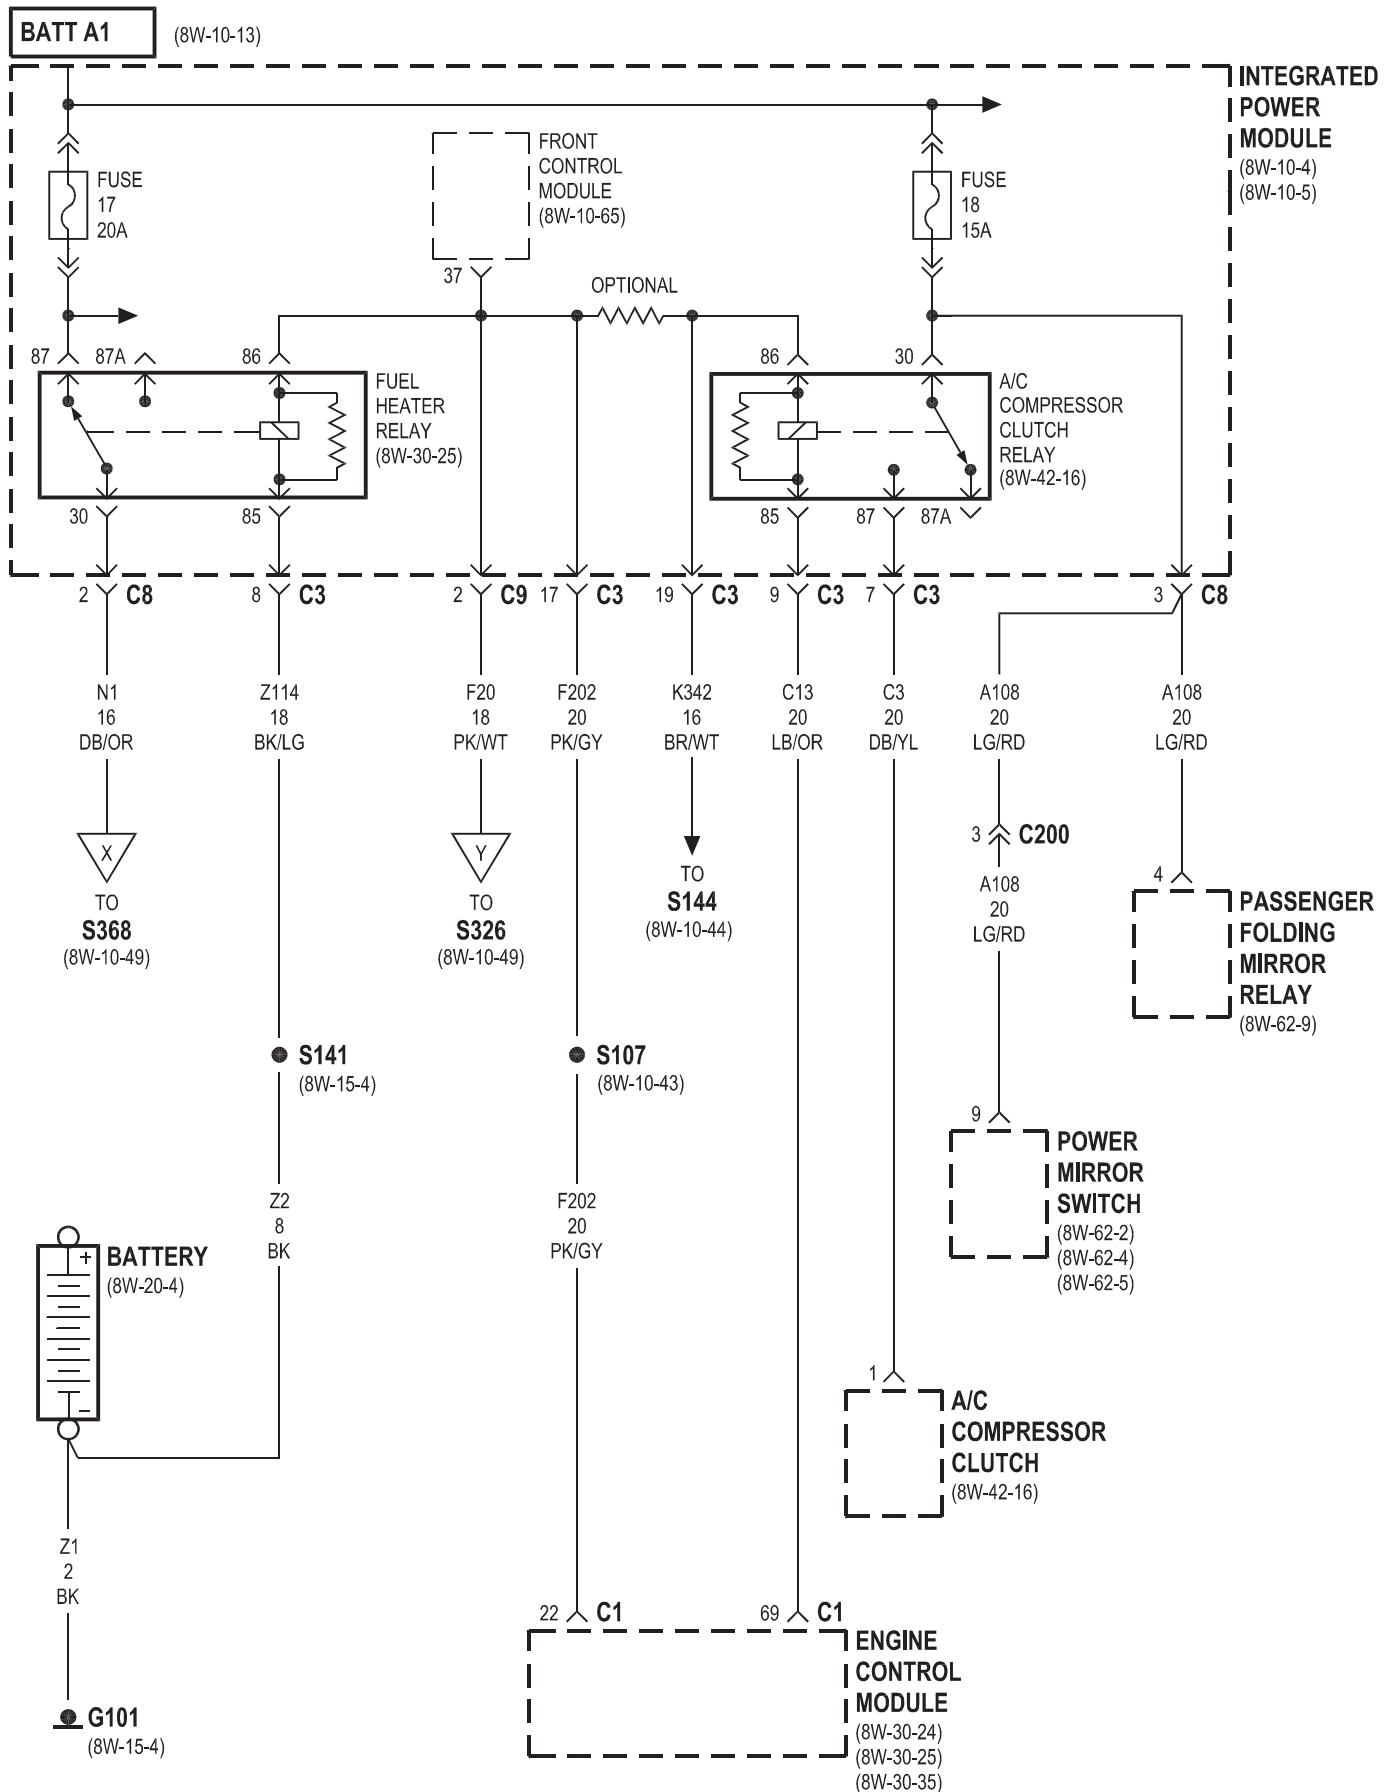 BATT A1
(8W-10-13)
INTEGRATED
POWER
MODULE
(8W-10-4)
(8W-10-5)
FUSE
17
20A
FRONT
CONTROL
MODULE
(8W-10-65)
FUSE
18
15A
37
OPTIONAL
87
87A
86
86
30
FUEL
HEATER
RELAY
(8W-30-25)
A/C
COMPRESSOR
CLUTCH
RELAY
(8W-42-16)
30
85
85
87
87A
2
C8
8
C3
2
C9
17
C3
19
C3
9
C3
7
C3
3
C8
N1
16
DB/OR
Z114
18
BK/LG
F20
18
PK/WT
F202
20
PK/GY
K342
16
BR/WT
C13
20
LB/OR
C3
20
DB/YL
A108
20
LG/RD
A108
20
LG/RD
X
TO
S368
(8W-10-49)
Y
TO
S326
(8W-10-49)
TO
S144
(8W-10-44)
3
C200
A108
20
LG/RD
4
PASSENGER
FOLDING
MIRROR
RELAY
(8W-62-9)
S141
(8W-15-4)
S107
(8W-10-43)
9
POWER
MIRROR
SWITCH
(8W-62-2)
(8W-62-4)
(8W-62-5)
Z2
8
BK
F202
20
PK/GY
+
BATTERY
(8W-20-4)
-
1
A/C
COMPRESSOR
CLUTCH
(8W-42-16)
Z1
2
BK
22
C1
69
C1
ENGINE
CONTROL
MODULE
(8W-30-24)
(8W-30-25)
(8W-30-35)
G101
(8W-15-4)